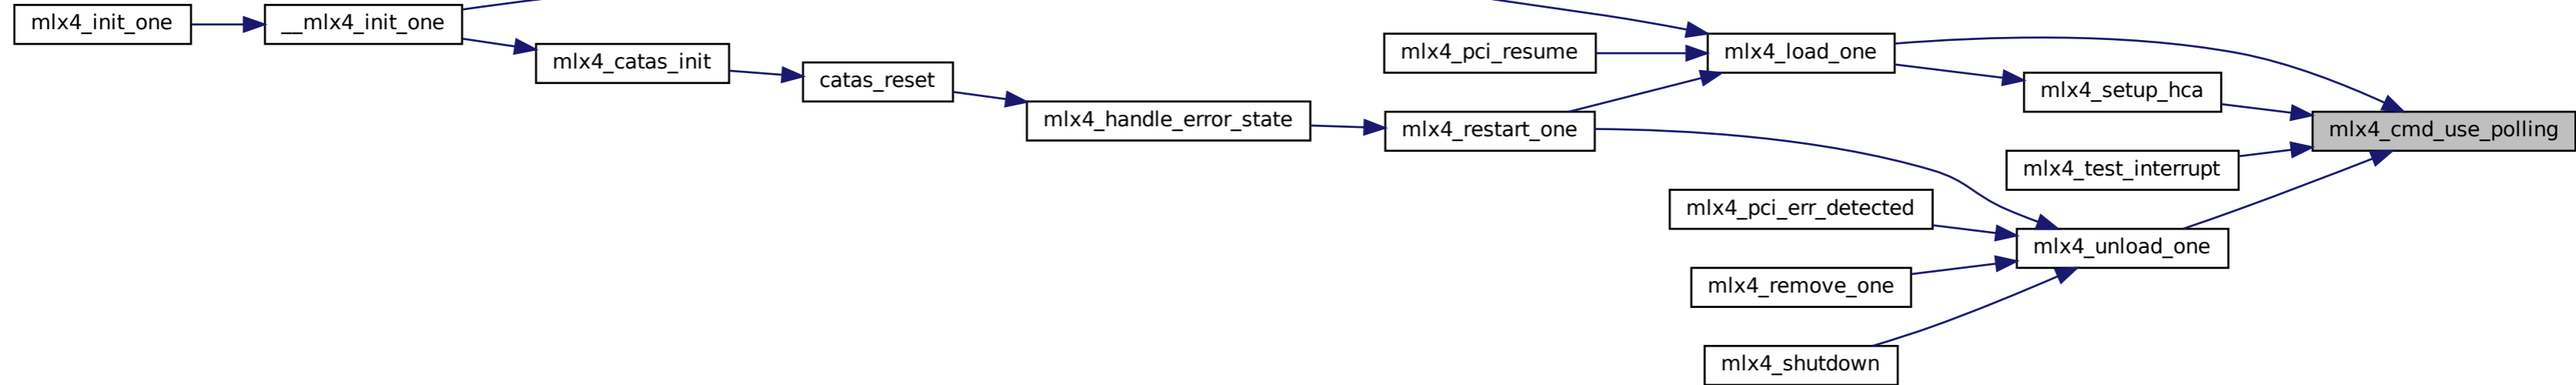 mlx4_init_one
__mlx4_init_one
mlx4_catas_init
catas_reset
mlx4_handle_error_state
mlx4_pci_resume
mlx4_restart_one
mlx4_load_one
mlx4_setup_hca
mlx4_cmd_use_polling
mlx4_test_interrupt
mlx4_pci_err_detected
mlx4_unload_one
mlx4_remove_one
mlx4_shutdown